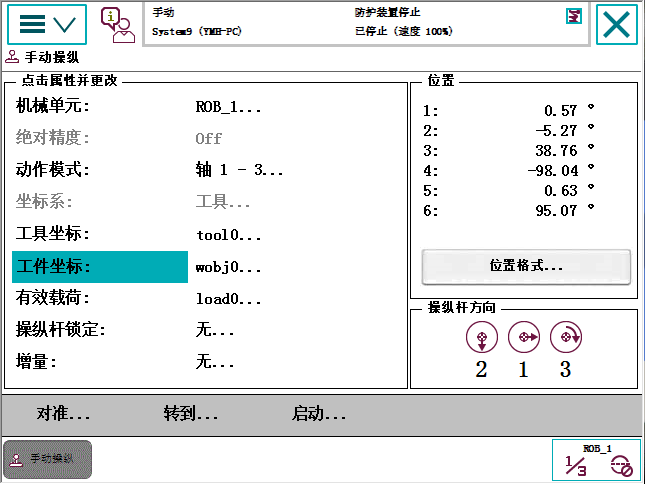 手动
防护装置停止
System9 (YMH-PC)
已停止 (速度 100%)
手动操纵
点击属性并更改
机械单元: ROB_1...
绝对精度: Off
动作模式: 轴 1 - 3...
坐标系: 工具...
工具坐标: tool0...
工件坐标: wobj0...
有效载荷: load0...
操纵杆锁定: 无...
增量: 无...
位置
1: 0.57 °
2: -5.27 °
3: 38.76 °
4: -98.04 °
5: 0.63 °
6: 95.07 °
位置格式...
操纵杆方向
2 1 3
对准... 转到... 启动...
手动操纵
ROB_1
1/3